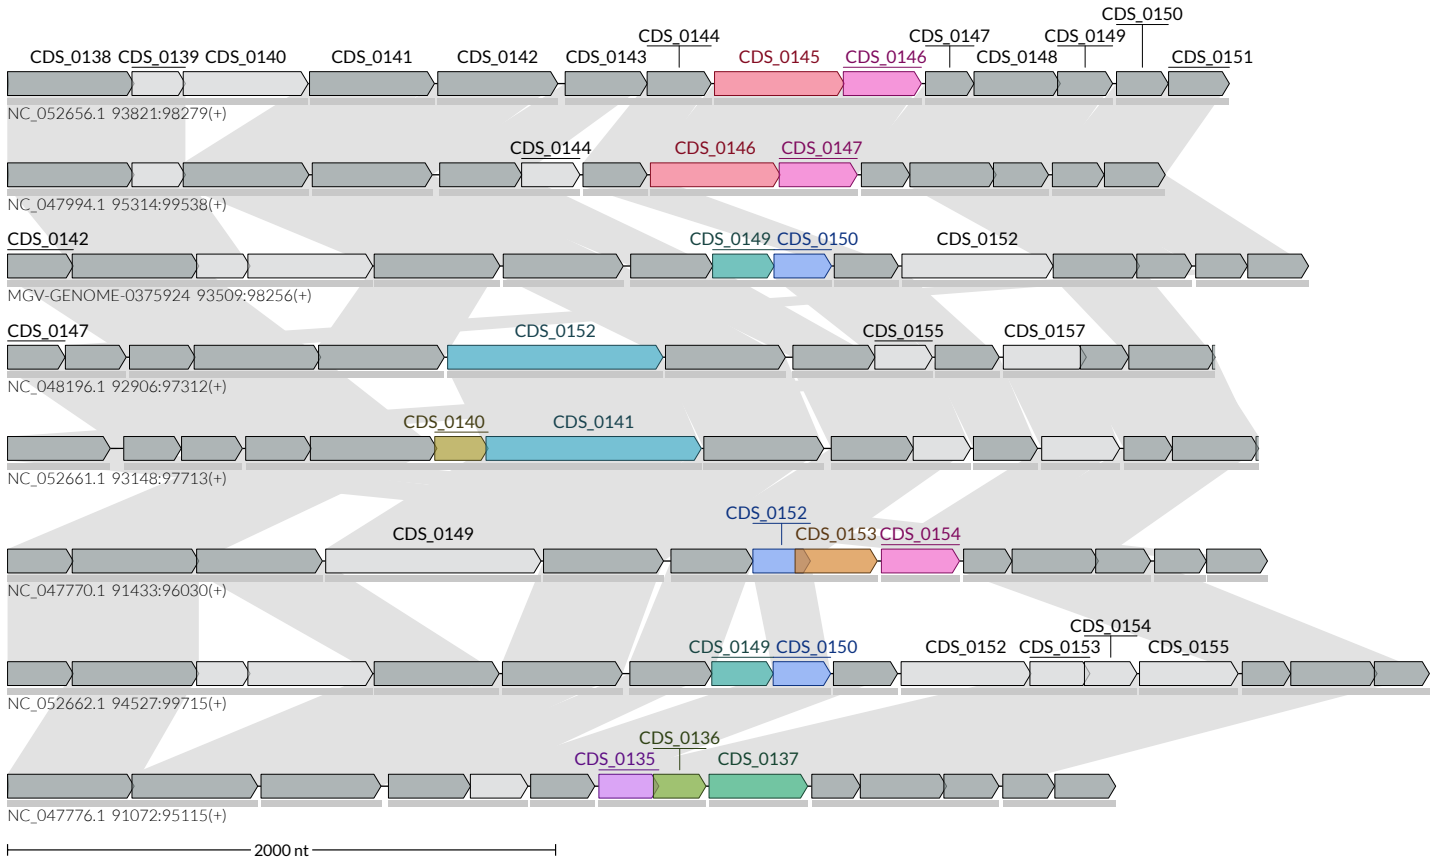 CDS_0138 CDS_0139 CDS_0140 CDS_0141 CDS_0142 CDS_0143 CDS_0144 CDS_0145 CDS_0146 CDS_0147 CDS_0148 CDS_0149 CDS_0150 CDS_0151
NC_052656.1 93821:98279(+)
CDS_0144 CDS_0146 CDS_0147
NC_047994.1 95314:99538(+)
CDS_0142 CDS_0149 CDS_0150 CDS_0152
MGV-GENOME-0375924 93509:98256(+)
CDS_0147 CDS_0152 CDS_0155 CDS_0157
NC_048196.1 92906:97312(+)
CDS_0140 CDS_0141
NC_052661.1 93148:97713(+)
CDS_0149 CDS_0152 CDS_0153 CDS_0154
NC_047770.1 91433:96030(+)
CDS_0149 CDS_0150 CDS_0152 CDS_0153 CDS_0154 CDS_0155
NC_052662.1 94527:99715(+)
CDS_0135 CDS_0136 CDS_0137
NC_047776.1 91072:95115(+)
2000 nt